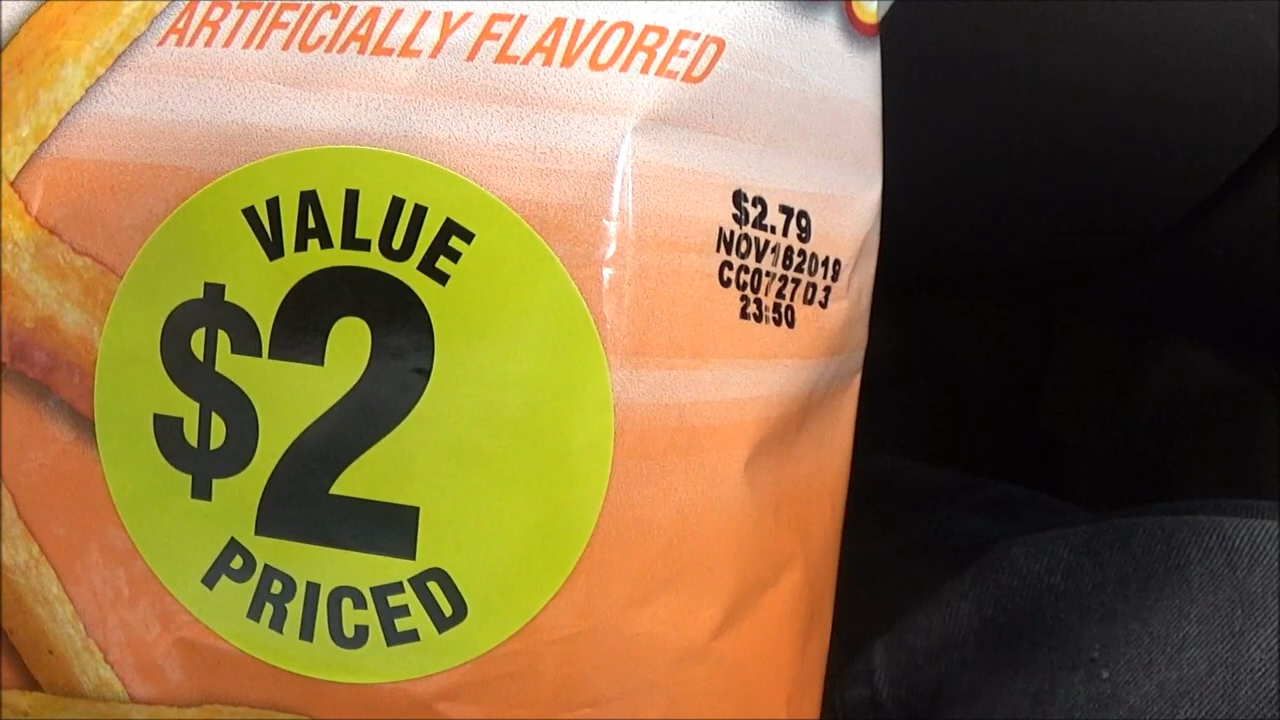 ARTIFICIALLY FLAVORED
VALUE
$2
PRICED
$2.79
NOV162019
CC0727D3
23:50